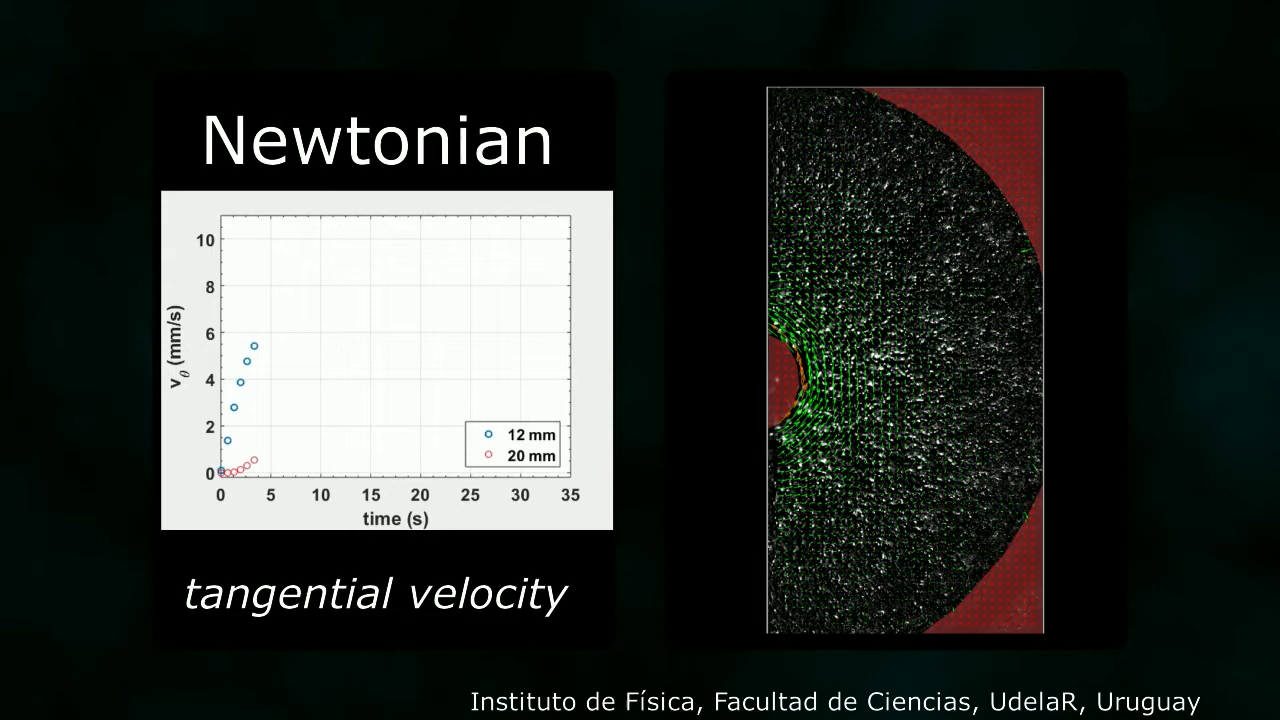 Newtonian
10
8
6
4
2
0
v_θ (mm/s)
12 mm
20 mm
0 5 10 15 20 25 30 35
time (s)
tangential velocity
Instituto de Física, Facultad de Ciencias, UdelaR, Uruguay